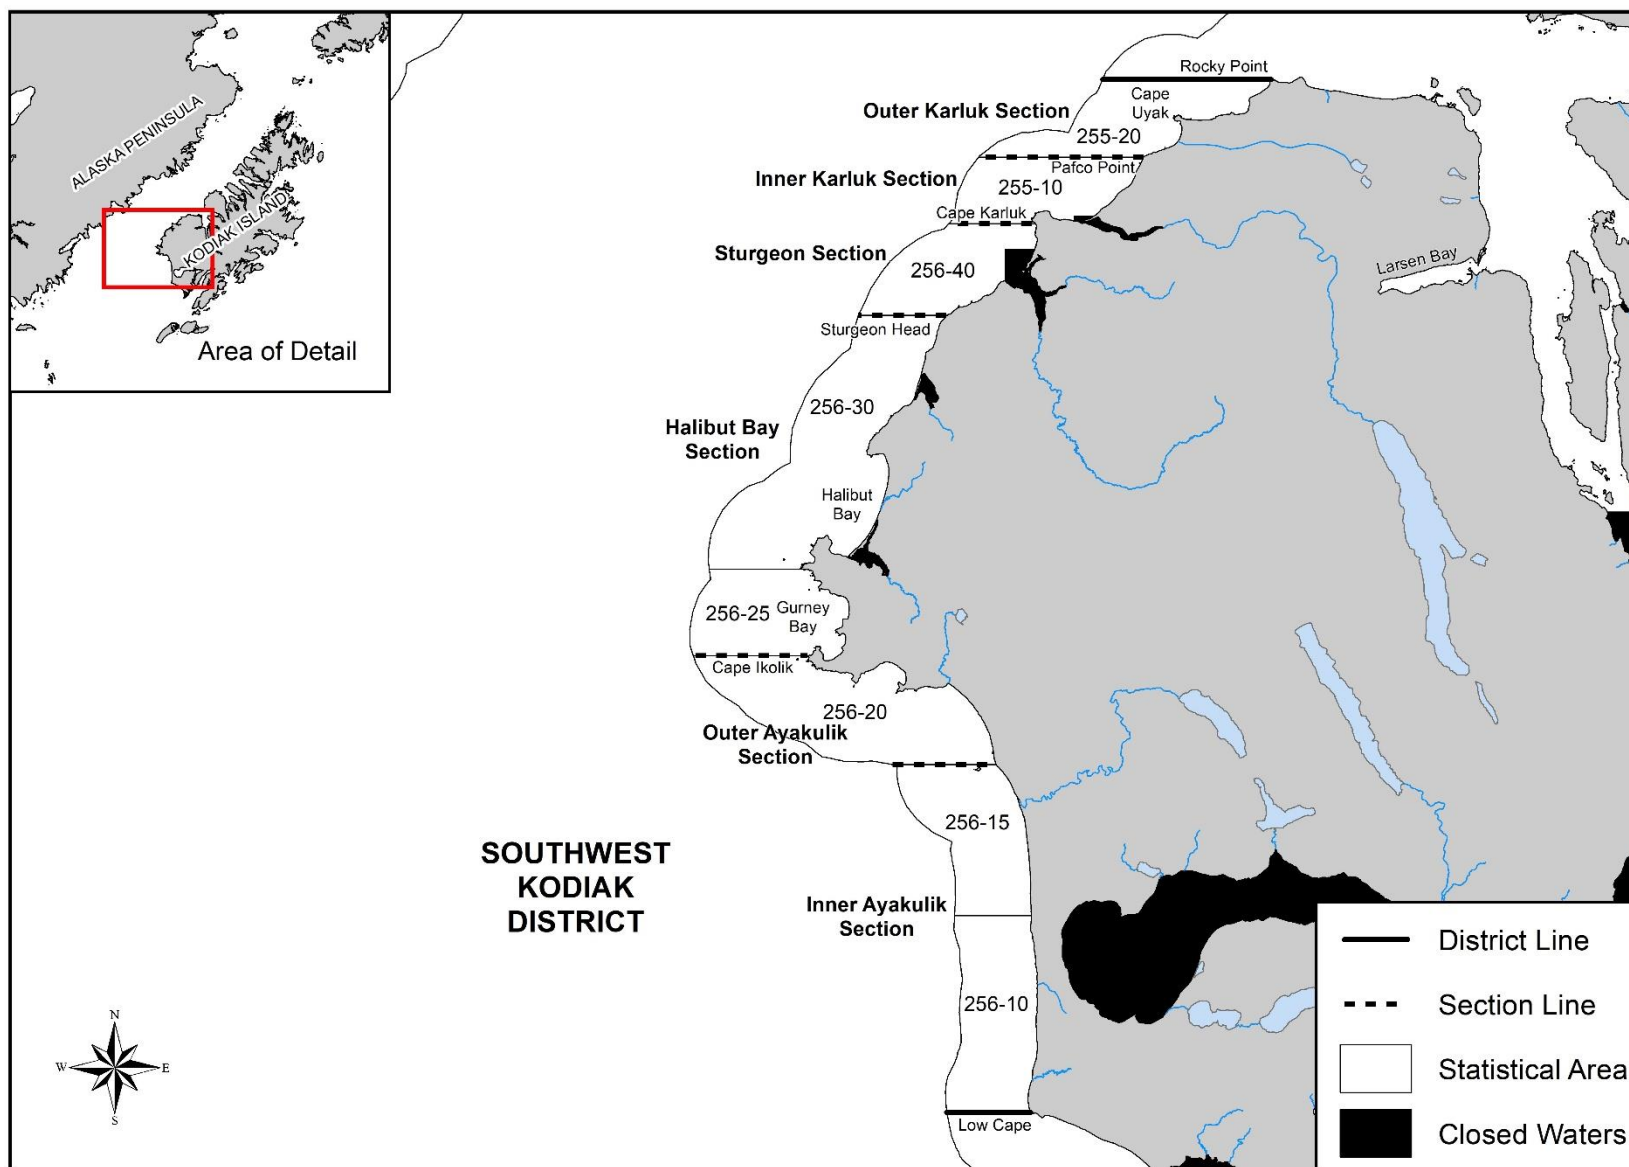 ALASKA PENINSULA
KODIAK ISLAND
Area of Detail
Rocky Point
Cape
Uyak
Outer Karluk Section
255-20
Pafco Point
Inner Karluk Section
255-10
Cape Karluk
Sturgeon Section
256-40
Larsen Bay
Sturgeon Head
256-30
Halibut Bay
Section
Halibut
Bay
256-25
Gurney
Bay
Cape Ikolik
256-20
Outer Ayakulik
Section
256-15
SOUTHWEST
KODIAK
DISTRICT
Inner Ayakulik
Section
256-10
Low Cape
N
W
E
S
District Line
Section Line
Statistical Area
Closed Waters